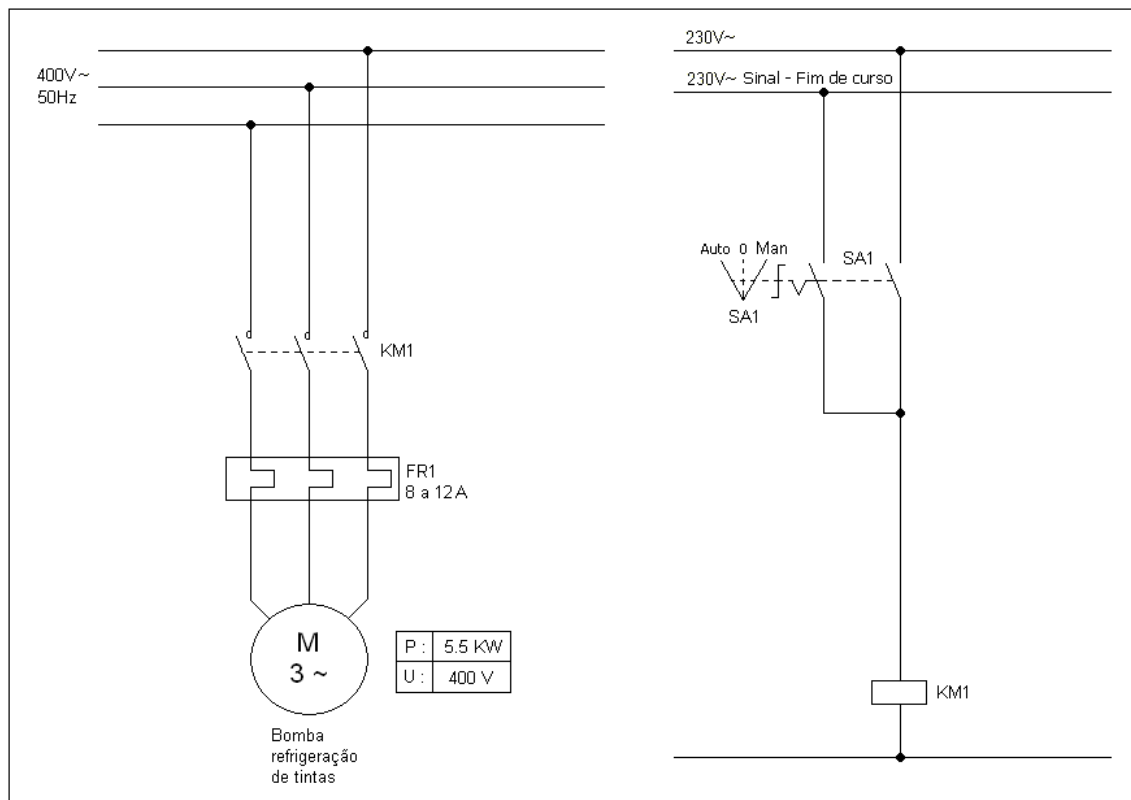 400V~
50Hz
KM1
FR1
8 a 12A
M
3 ~
P : 5.5 KW
U : 400 V
Bomba
refrigeração
de tintas
230V~
230V~ Sinal - Fim de curso
Auto 0 Man
SA1
SA1
KM1